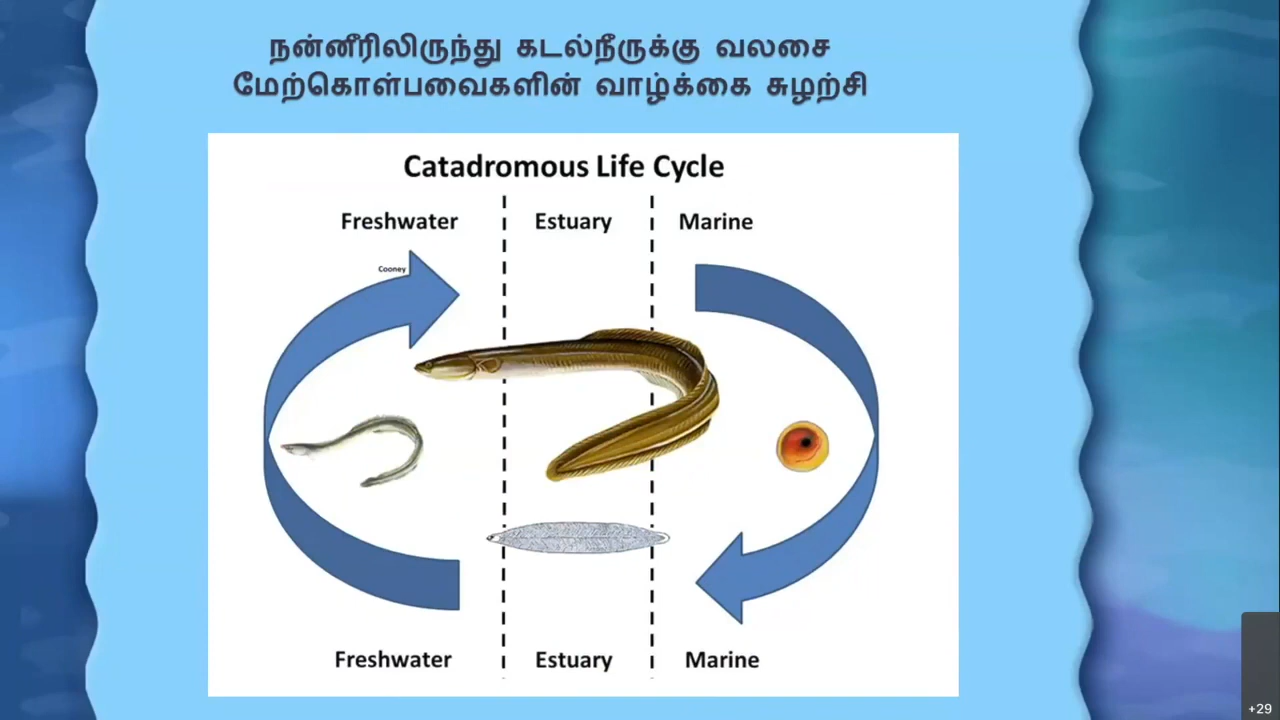 நன்னீரிலிருந்து கடல்நீருக்கு வலசை
மேற்கொள்பவைகளின் வாழ்க்கை சுழற்சி
Catadromous Life Cycle
Freshwater Estuary Marine
Cooney
Freshwater Estuary Marine
+29